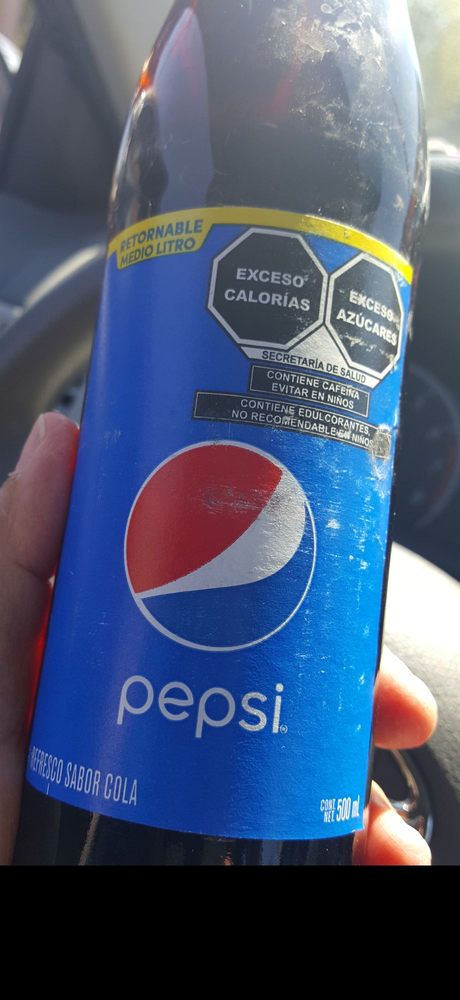 RETORNABLE
MEDIO LITRO
EXCESO
CALORÍAS
EXCESO
AZÚCARES
SECRETARÍA DE SALUD
CONTIENE CAFEÍNA
EVITAR EN NIÑOS
CONTIENE EDULCORANTES,
NO RECOMENDABLE EN NIÑOS
pepsi
REFRESCO SABOR COLA
CONT.
NET. 500 mL